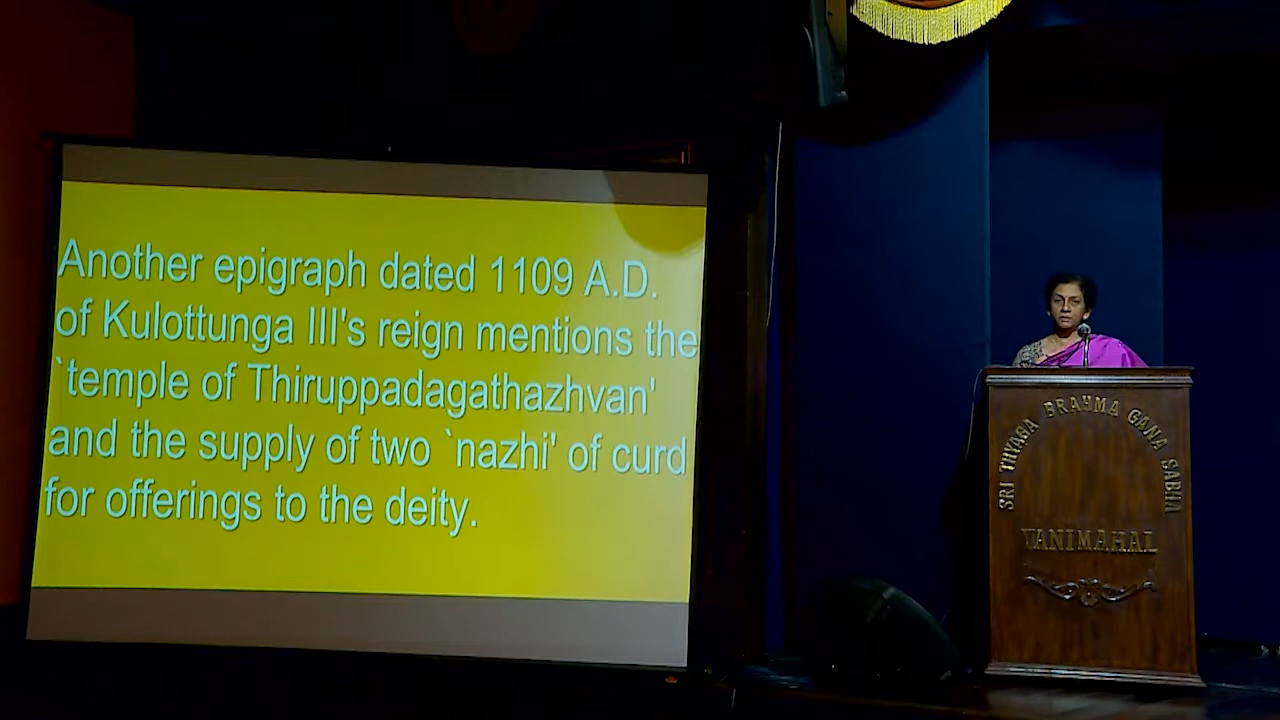 Another epigraph dated 1109 A.D.
of Kulottunga III's reign mentions the
`temple of Thiruppadagathazhvan'
and the supply of two `nazhi' of curd
for offerings to the deity.
SRI THYAGA BRAHMA GANA SABHA
VANIMAHAL